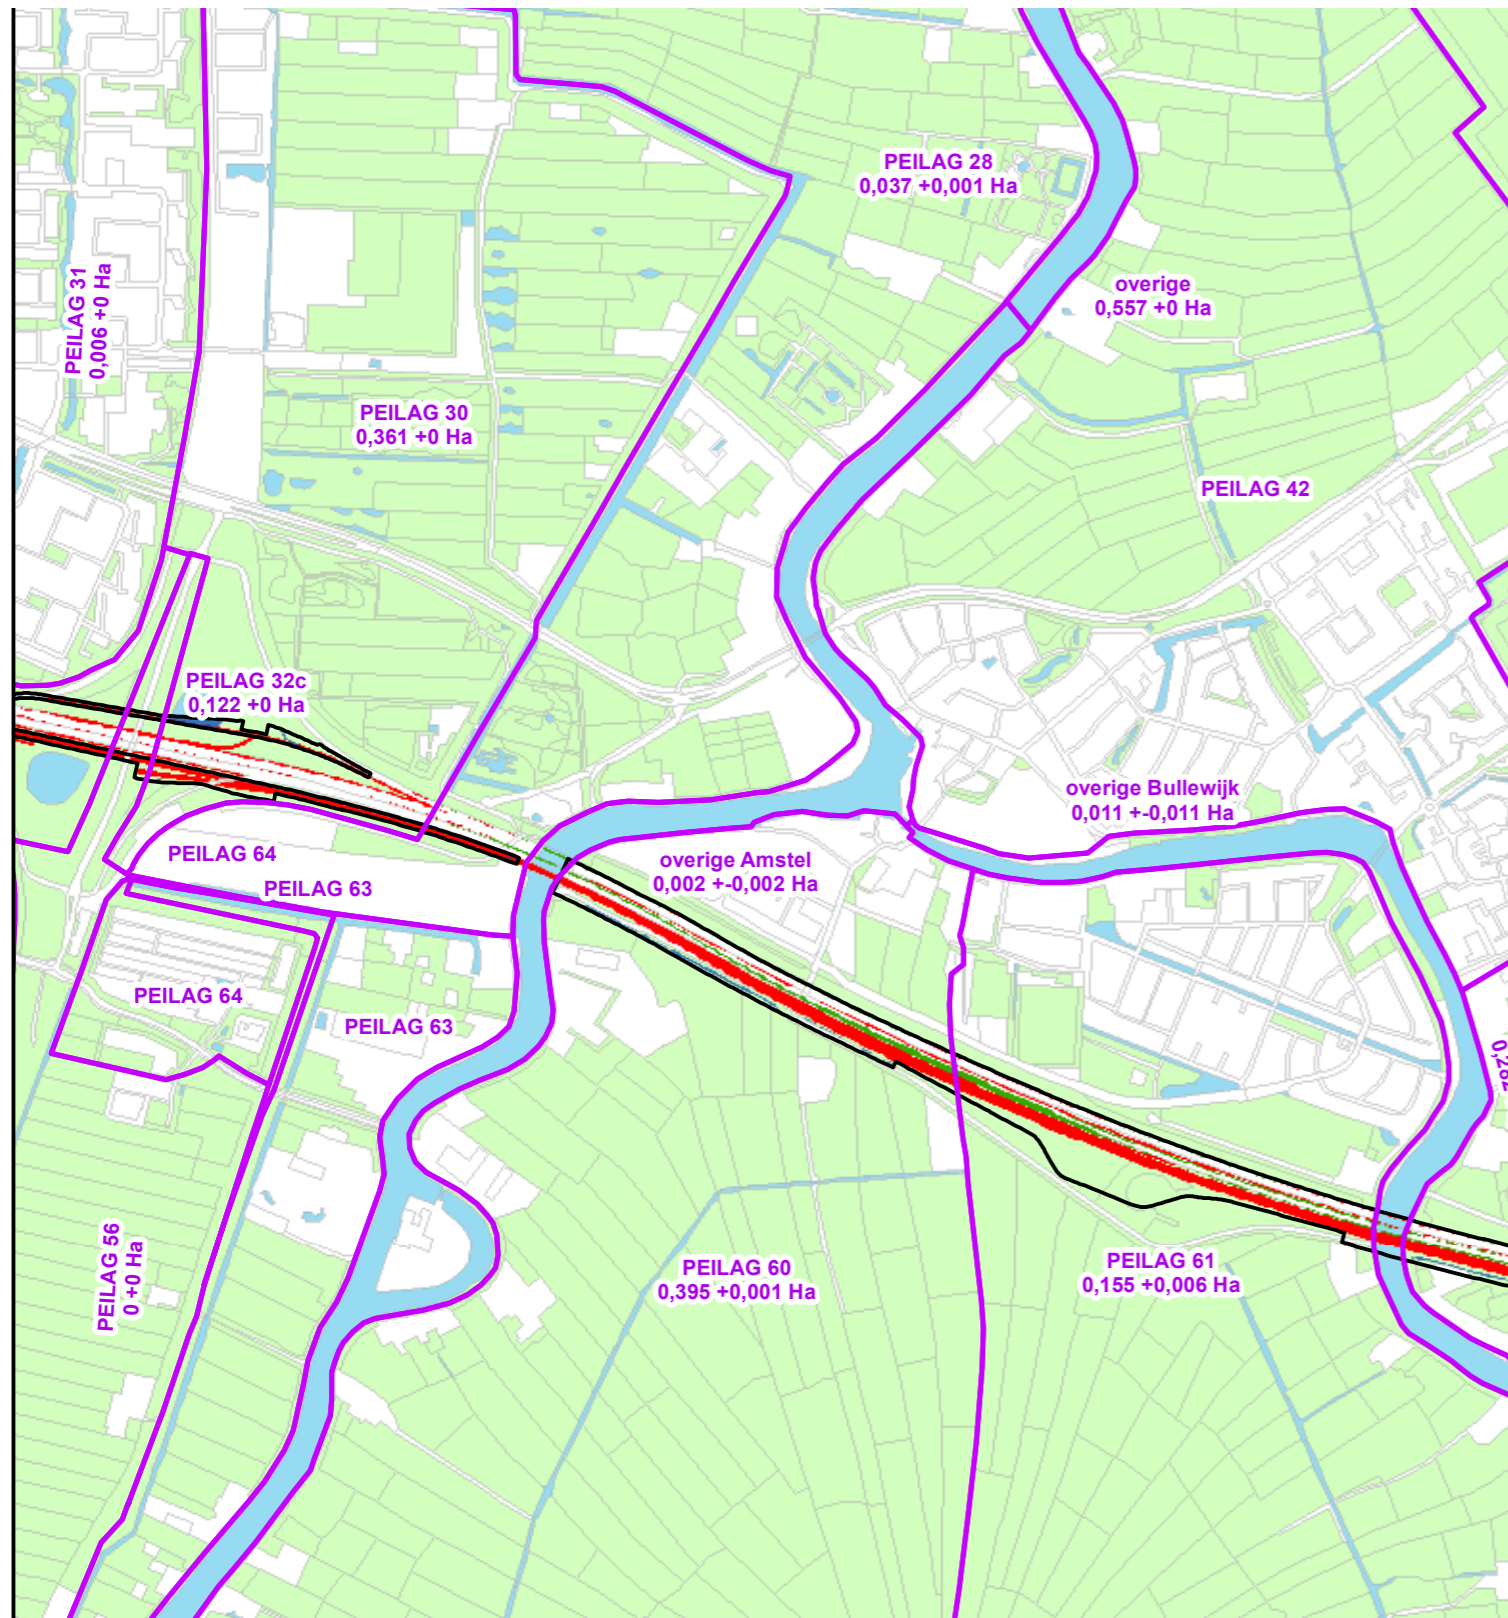 PEILAG 28
0,037 +0,001 Ha
PEILAG 31
0,006 +0 Ha
overige
0,557 +0 Ha
PEILAG 30
0,361 +0 Ha
PEILAG 42
PEILAG 32c
0,122 +0 Ha
overige Bullewijk
0,011 +-0,011 Ha
PEILAG 64
overige Amstel
0,002 +-0,002 Ha
PEILAG 63
PEILAG 64
PEILAG 63
PEILAG 56
0 +0 Ha
PEILAG 60
0,395 +0,001 Ha
PEILAG 61
0,155 +0,006 Ha